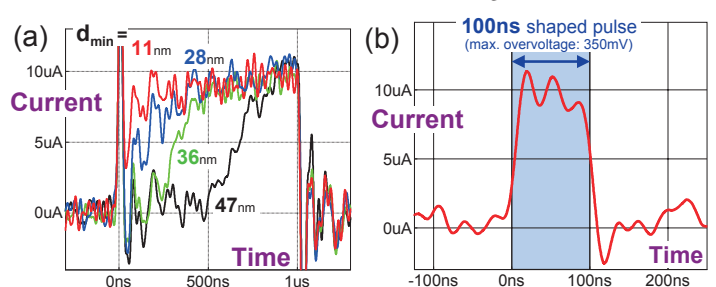 (a)
d min =
11nm
28nm
36nm
47nm
10uA
Current
5uA
0uA
Time
0ns
500ns
1us
(b)
100ns shaped pulse
(max. overvoltage: 350mV)
10uA
Current
5uA
0uA
Time
-100ns
0ns
100ns
200ns